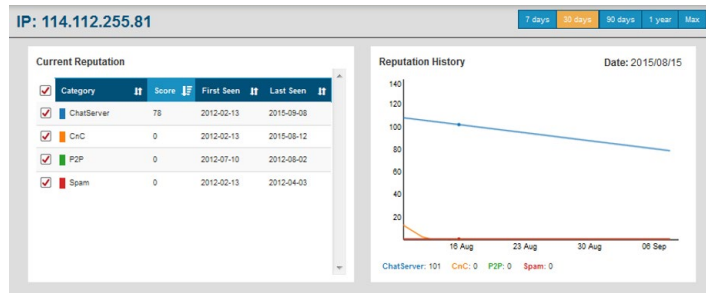 IP: 114.112.255.81
7 days 30 days 90 days 1 year Max
Current Reputation
Category Score First Seen Last Seen
ChatServer 78 2012-02-13 2015-09-08
CnC 0 2012-02-13 2015-08-12
P2P 0 2012-07-10 2012-08-02
Spam 0 2012-02-13 2012-04-03
Reputation History Date: 2015/08/15
140
120
100
80
60
40
20
16 Aug 23 Aug 30 Aug 06 Sep
ChatServer: 101 CnC: 0 P2P: 0 Spam: 0